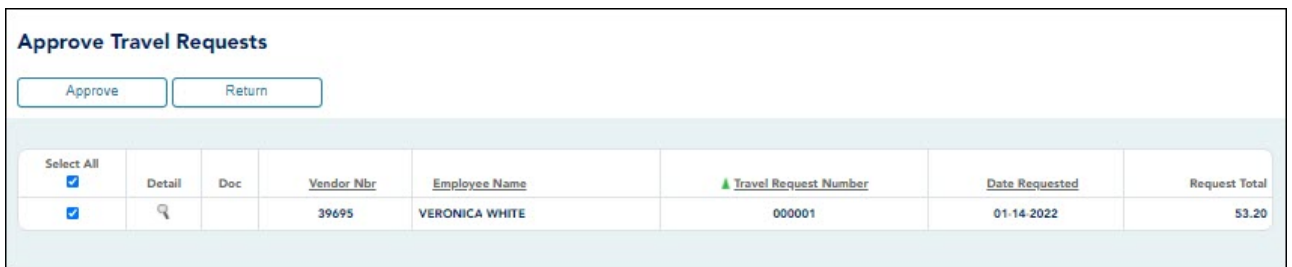 Approve Travel Requests
Approve Return
Select All
Detail Doc Vendor Nbr Employee Name Travel Request Number Date Requested Request Total
39695 VERONICA WHITE 000001 01-14-2022 53.20